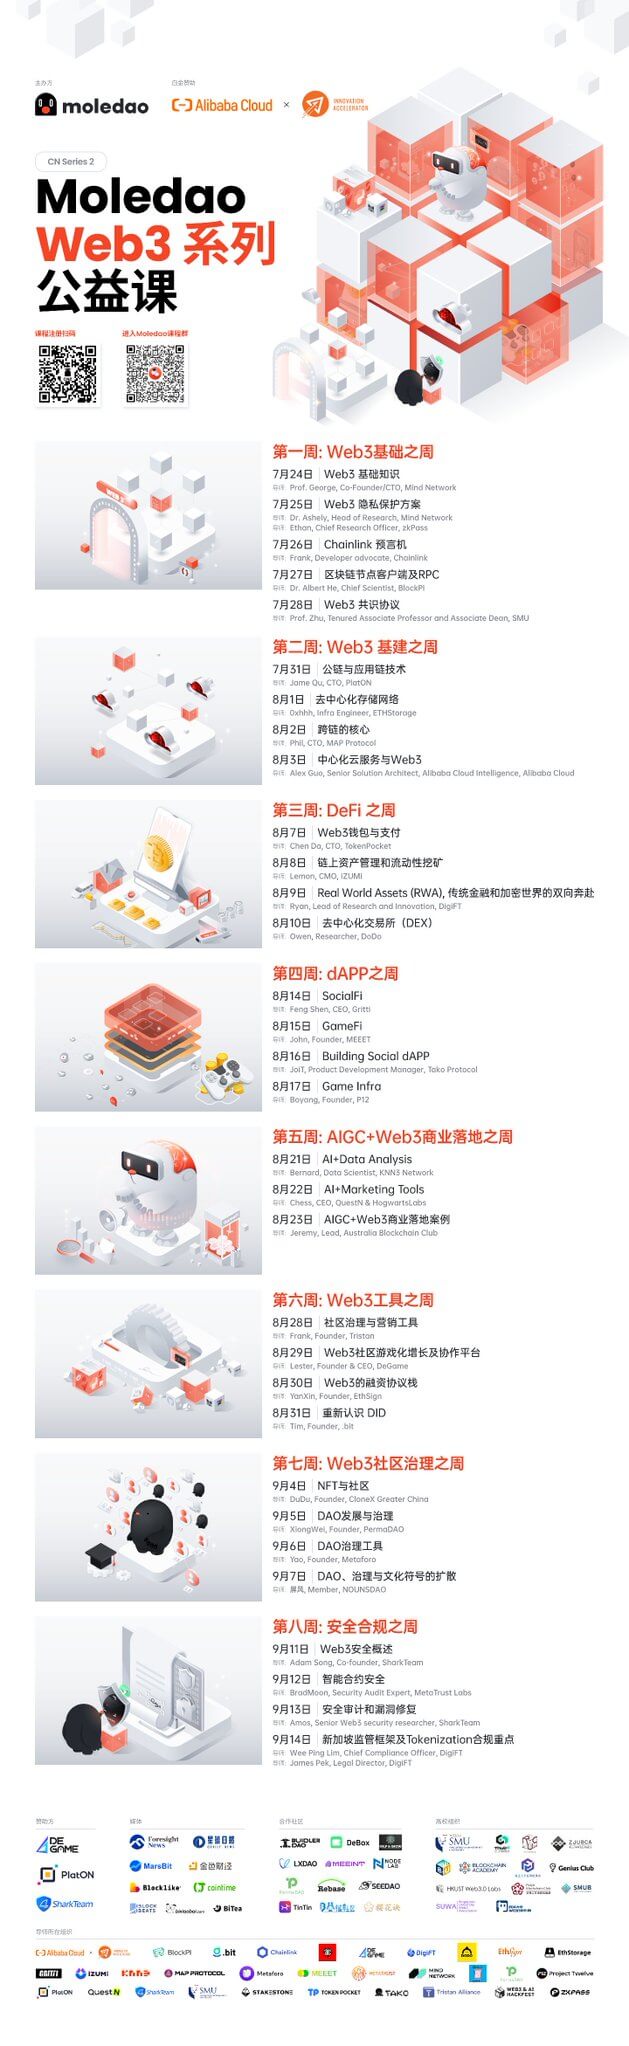 主办方
白金赞助
moledao
Alibaba Cloud
×
INNOVATION
ACCELERATOR
CN Series 2
Moledao
Web3 系列
公益课
课程注册扫码
进入Moledao课程群
第一周: Web3基础之周
7月24日 Web3 基础知识
导师: Prof. George, Co-Founder/CTO, Mind Network
7月25日 Web3 隐私保护方案
导师: Dr. Ashely, Head of Research, Mind Network
导师: Ethan, Chief Research Officer, zkPass
7月26日 Chainlink 预言机
导师: Frank, Developer advocate, Chainlink
7月27日 区块链节点客户端及RPC
导师: Dr. Albert He, Chief Scientist, BlockPI
7月28日 Web3 共识协议
导师: Prof. Zhu, Tenured Associate Professor and Associate Dean, SMU
第二周: Web3 基建之周
7月31日 公链与应用链技术
导师: Jame Qu, CTO, PlatON
8月1日 去中心化存储网络
导师: 0xhhh, Infra Engineer, ETHStorage
8月2日 跨链的核心
导师: Phil, CTO, MAP Protocol
8月3日 中心化云服务与Web3
导师: Alex Guo, Senior Solution Architect, Alibaba Cloud Intelligence, Alibaba Cloud
第三周: DeFi 之周
8月7日 Web3钱包与支付
导师: Chen Da, CTO, TokenPocket
8月8日 链上资产管理和流动性挖矿
导师: Lemon, CMO, iZUMi
8月9日 Real World Assets (RWA), 传统金融和加密世界的双向奔赴
导师: Ryan, Lead of Research and Innovation, DigiFT
8月10日 去中心化交易所（DEX）
导师: Owen, Researcher, DoDo
第四周: dAPP之周
8月14日 SocialFi
导师: Feng Shen, CEO, Gritti
8月15日 GameFi
导师: John, Founder, MEEET
8月16日 Building Social dAPP
导师: JoiT, Product Development Manager, Tako Protocol
8月17日 Game Infra
导师: Boyang, Founder, P12
第五周: AIGC+Web3商业落地之周
8月21日 AI+Data Analysis
导师: Bernard, Data Scientist, KNN3 Network
8月22日 AI+Marketing Tools
导师: Chess, CEO, QuestN & HogwartsLabs
8月23日 AIGC+Web3商业落地案例
导师: Jeremy, Lead, Australia Blockchain Club
第六周: Web3工具之周
8月28日 社区治理与营销工具
导师: Frank, Founder, Tristan
8月29日 Web3社区游戏化增长及协作平台
导师: Lester, Founder & CEO, DeGame
8月30日 Web3的融资协议栈
导师: YanXin, Founder, EthSign
8月31日 重新认识 DID
导师: Tim, Founder, .bit
第七周: Web3社区治理之周
9月4日 NFT与社区
导师: DuDu, Founder, CloneX Greater China
9月5日 DAO发展与治理
导师: XiongWei, Founder, PermaDAO
9月6日 DAO治理工具
导师: Yao, Founder, Metaforo
9月7日 DAO、治理与文化符号的扩散
导师: 屏风, Member, NOUNSDAO
第八周: 安全合规之周
9月11日 Web3安全概述
导师: Adam Song, Co-founder, SharkTeam
9月12日 智能合约安全
导师: BradMoon, Security Audit Expert, MetaTrust Labs
9月13日 安全审计和漏洞修复
导师: Amos, Senior Web3 security researcher, SharkTeam
9月14日 新加坡监管框架及Tokenization合规重点
导师: Wee Ping Lim, Chief Compliance Officer, DigiFT
导师: James Pek, Legal Director, DigiFT
赞助方
媒体
合作社区
高校组织
DE GAME
PlatON
SharkTeam
Foresight News
星球日报
MarsBit
金色财经
Blocklike
cointime
BLOCK BEATS
BiTea
BUIDLER DAO
DeBox
LXDAO
MEEINT
NODE LAB
PermaDAO
Rebase
SEEDAO
TinTin
SMU
ZJUBCA
BLOCKCHAIN ACADEMY
Genius Club
HKUST Web3.0 Labs
SMUB
SUWA
导师所在组织
Alibaba Cloud ×
BlockPI
.bit
Chainlink
DE GAME
DigiFT
EthSign
EthStorage
GRITTI
iZUMi
KNN3
MAP PROTOCOL
Metaforo
MEEET
METATRUST
MIND NETWORK
Project Twelve
PlatON
QuestN
SharkTeam
SMU
STAKESTONE
TOKEN POCKET
TAKO
Tristan Alliance
WEB3 & AI HACKFEST
ZKPASS